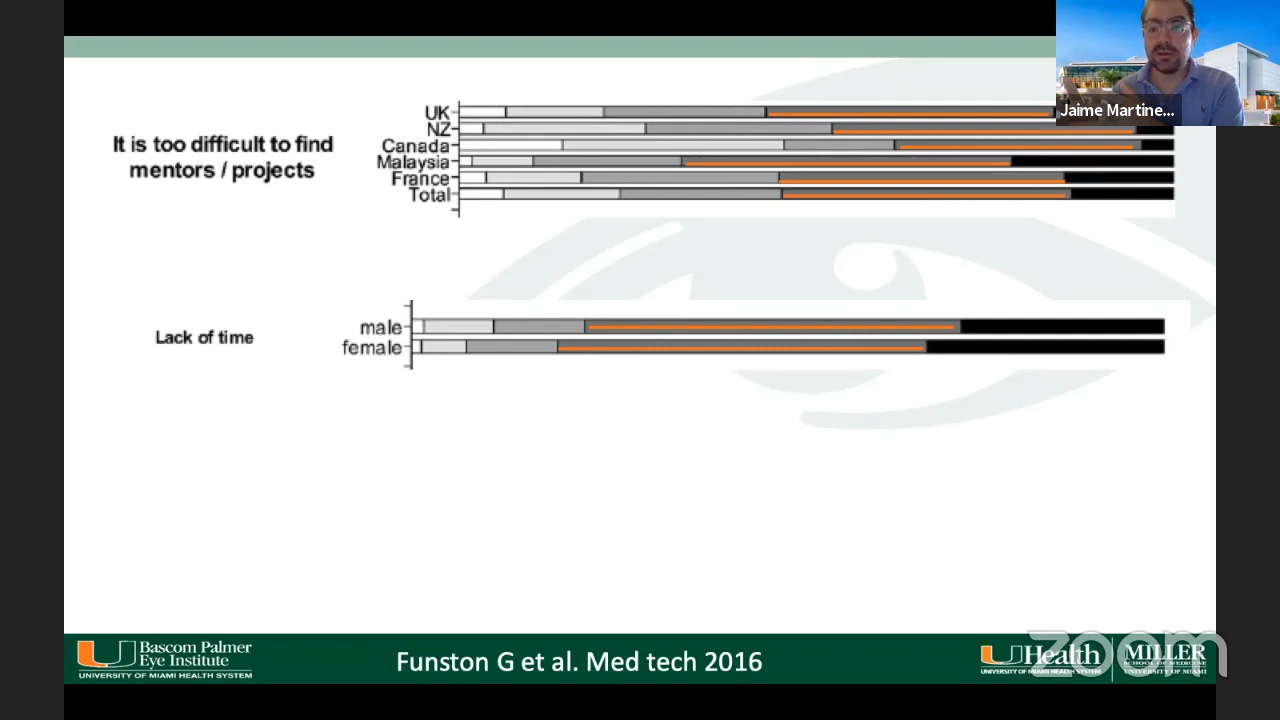 Jaime Martine...
It is too difficult to find
mentors / projects
UK
NZ
Canada
Malaysia
France
Total
Lack of time
male
female
Bascom Palmer
Eye Institute
UNIVERSITY OF MIAMI HEALTH SYSTEM
Funston G et al. Med tech 2016
UHealth
UNIVERSITY OF MIAMI HEALTH SYSTEM
MILLER
SCHOOL OF MEDICINE
UNIVERSITY OF MIAMI
zoom